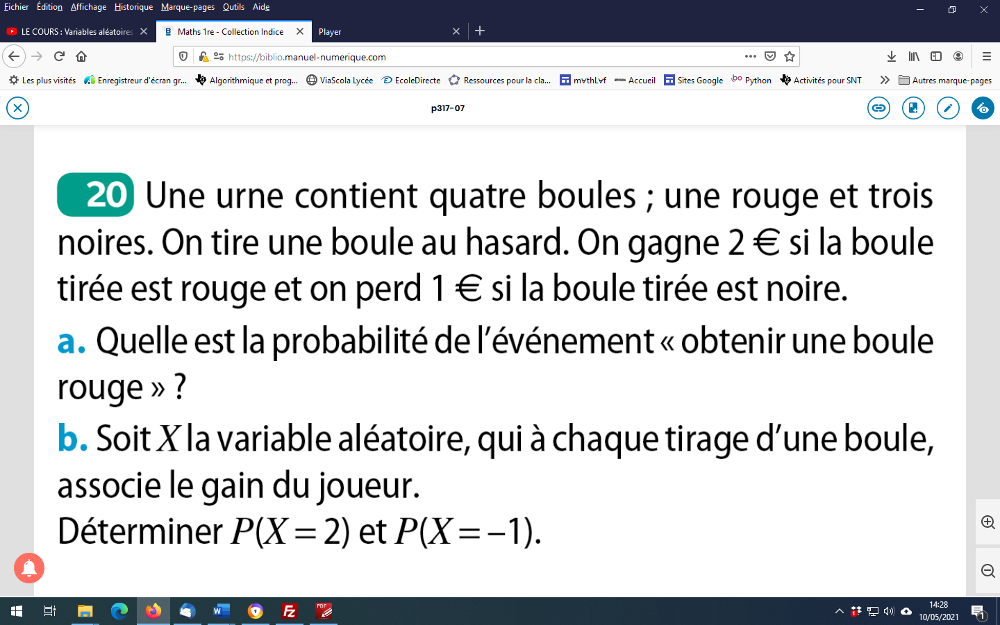 Fichier Édition Affichage Historique Marque-pages Outils Aide
LE COURS : Variables aléatoires
Maths 1re - Collection Indice
Player
https://biblio.manuel-numerique.com
Les plus visités
Enregistreur d'écran gr...
Algorithmique et prog...
ViaScola Lycée
EcoleDirecte
Ressources pour la cla...
m∀thL∀f
Accueil
Sites Google
Python
Activités pour SNT
Autres marque-pages
p317-07
20 Une urne contient quatre boules ; une rouge et trois
noires. On tire une boule au hasard. On gagne 2 € si la boule
tirée est rouge et on perd 1 € si la boule tirée est noire.
a. Quelle est la probabilité de l’événement « obtenir une boule
rouge » ?
b. Soit X la variable aléatoire, qui à chaque tirage d’une boule,
associe le gain du joueur.
Déterminer P(X = 2) et P(X = –1).
14:28
10/05/2021
1